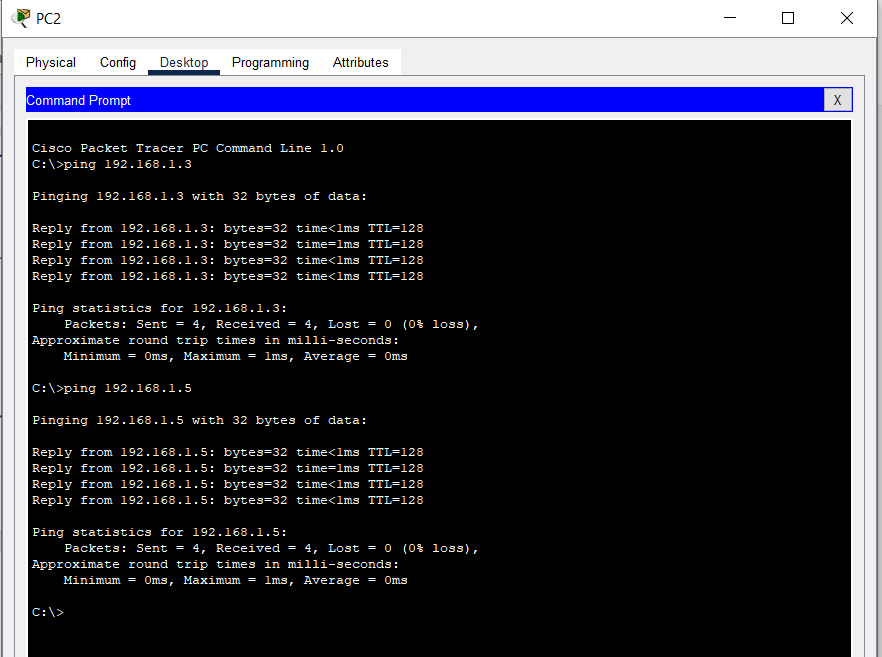 PC2
Physical Config Desktop Programming Attributes
Command Prompt X
Cisco Packet Tracer PC Command Line 1.0
C:\>ping 192.168.1.3
Pinging 192.168.1.3 with 32 bytes of data:
Reply from 192.168.1.3: bytes=32 time<1ms TTL=128
Reply from 192.168.1.3: bytes=32 time=1ms TTL=128
Reply from 192.168.1.3: bytes=32 time<1ms TTL=128
Reply from 192.168.1.3: bytes=32 time<1ms TTL=128
Ping statistics for 192.168.1.3:
Packets: Sent = 4, Received = 4, Lost = 0 (0% loss),
Approximate round trip times in milli-seconds:
Minimum = 0ms, Maximum = 1ms, Average = 0ms
C:\>ping 192.168.1.5
Pinging 192.168.1.5 with 32 bytes of data:
Reply from 192.168.1.5: bytes=32 time<1ms TTL=128
Reply from 192.168.1.5: bytes=32 time=1ms TTL=128
Reply from 192.168.1.5: bytes=32 time<1ms TTL=128
Reply from 192.168.1.5: bytes=32 time<1ms TTL=128
Ping statistics for 192.168.1.5:
Packets: Sent = 4, Received = 4, Lost = 0 (0% loss),
Approximate round trip times in milli-seconds:
Minimum = 0ms, Maximum = 1ms, Average = 0ms
C:\>